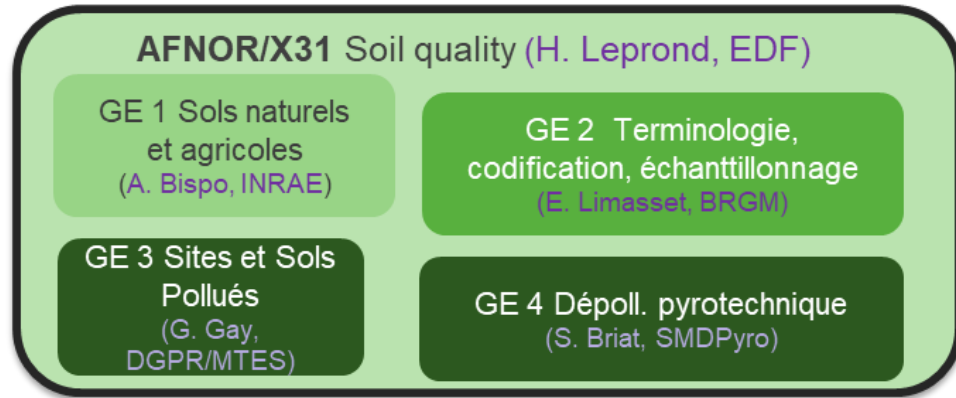 AFNOR/X31 Soil quality (H. Leprond, EDF)
GE 1 Sols naturels
et agricoles
(A. Bispo, INRAE)
GE 2 Terminologie,
codification, échanttillonnage
(E. Limasset, BRGM)
GE 3 Sites et Sols
Pollués
(G. Gay,
DGPR/MTES)
GE 4 Dépoll. pyrotechnique
(S. Briat, SMDPyro)